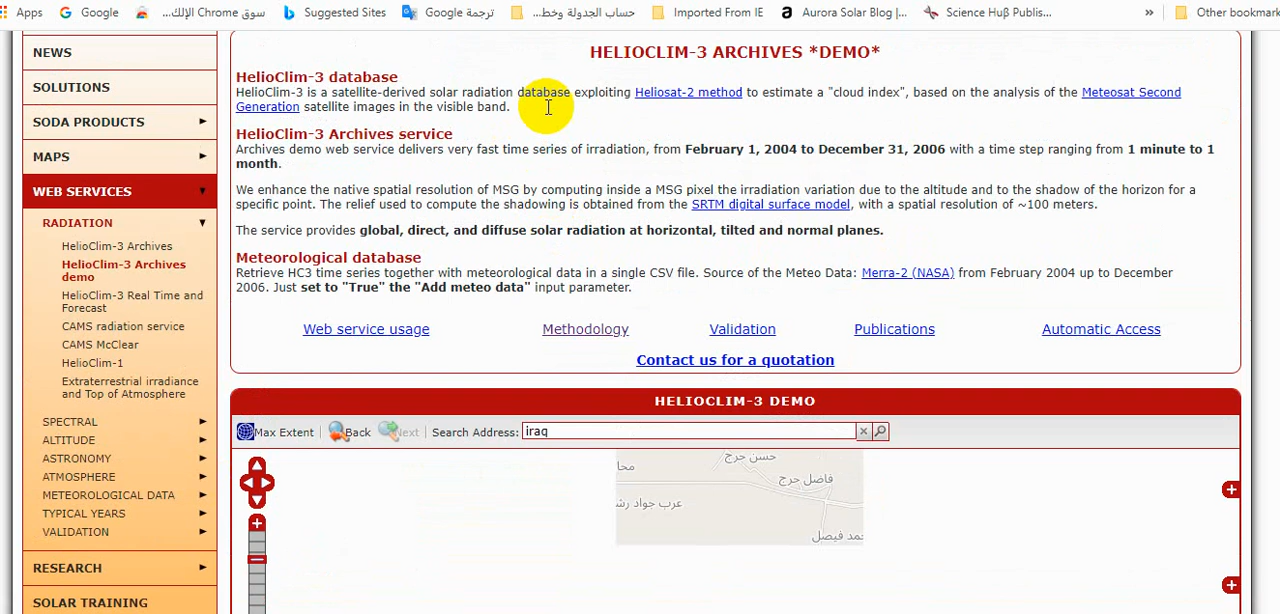 Apps
Google
سوق Chrome الإلك...
Suggested Sites
ترجمة Google
حساب الجدولة وخط...
Imported From IE
Aurora Solar Blog |...
Science Huβ Publis...
»
Other bookmark
NEWS
SOLUTIONS
SODA PRODUCTS
MAPS
WEB SERVICES
RADIATION
HelioClim-3 Archives
HelioClim-3 Archives
demo
HelioClim-3 Real Time and
Forecast
CAMS radiation service
CAMS McClear
HelioClim-1
Extraterrestrial irradiance
and Top of Atmosphere
SPECTRAL
ALTITUDE
ASTRONOMY
ATMOSPHERE
METEOROLOGICAL DATA
TYPICAL YEARS
VALIDATION
RESEARCH
SOLAR TRAINING
HELIOCLIM-3 ARCHIVES *DEMO*
HelioClim-3 database
HelioClim-3 is a satellite-derived solar radiation database exploiting Heliosat-2 method to estimate a "cloud index", based on the analysis of the Meteosat Second
Generation satellite images in the visible band.
HelioClim-3 Archives service
Archives demo web service delivers very fast time series of irradiation, from February 1, 2004 to December 31, 2006 with a time step ranging from 1 minute to 1
month.
We enhance the native spatial resolution of MSG by computing inside a MSG pixel the irradiation variation due to the altitude and to the shadow of the horizon for a
specific point. The relief used to compute the shadowing is obtained from the SRTM digital surface model, with a spatial resolution of ~100 meters.
The service provides global, direct, and diffuse solar radiation at horizontal, tilted and normal planes.
Meteorological database
Retrieve HC3 time series together with meteorological data in a single CSV file. Source of the Meteo Data: Merra-2 (NASA) from February 2004 up to December
2006. Just set to "True" the "Add meteo data" input parameter.
Web service usage
Methodology
Validation
Publications
Automatic Access
Contact us for a quotation
HELIOCLIM-3 DEMO
Max Extent | Back Next | Search Address: iraq
حسن حرج
محا
فاضل حرج
عرب جواد رش
مد فيصل